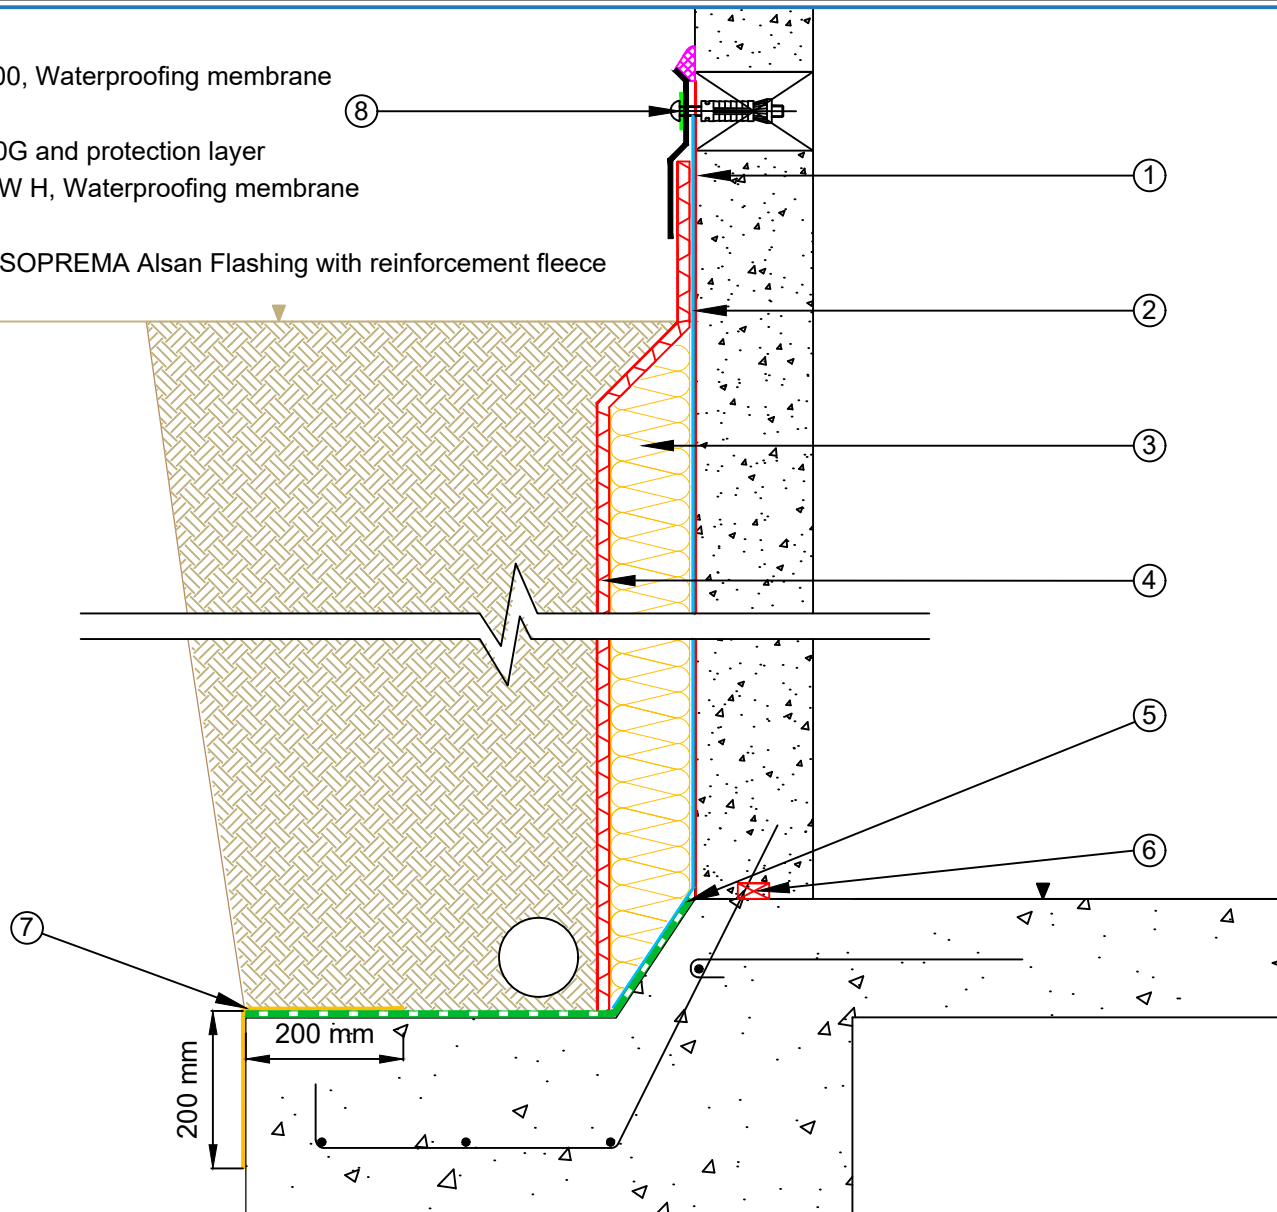 00, Waterproofing membrane
0G and protection layer
W H, Waterproofing membrane
SOPREMA Alsan Flashing with reinforcement fleece
8
1
2
3
4
5
6
7
200 mm
200 mm